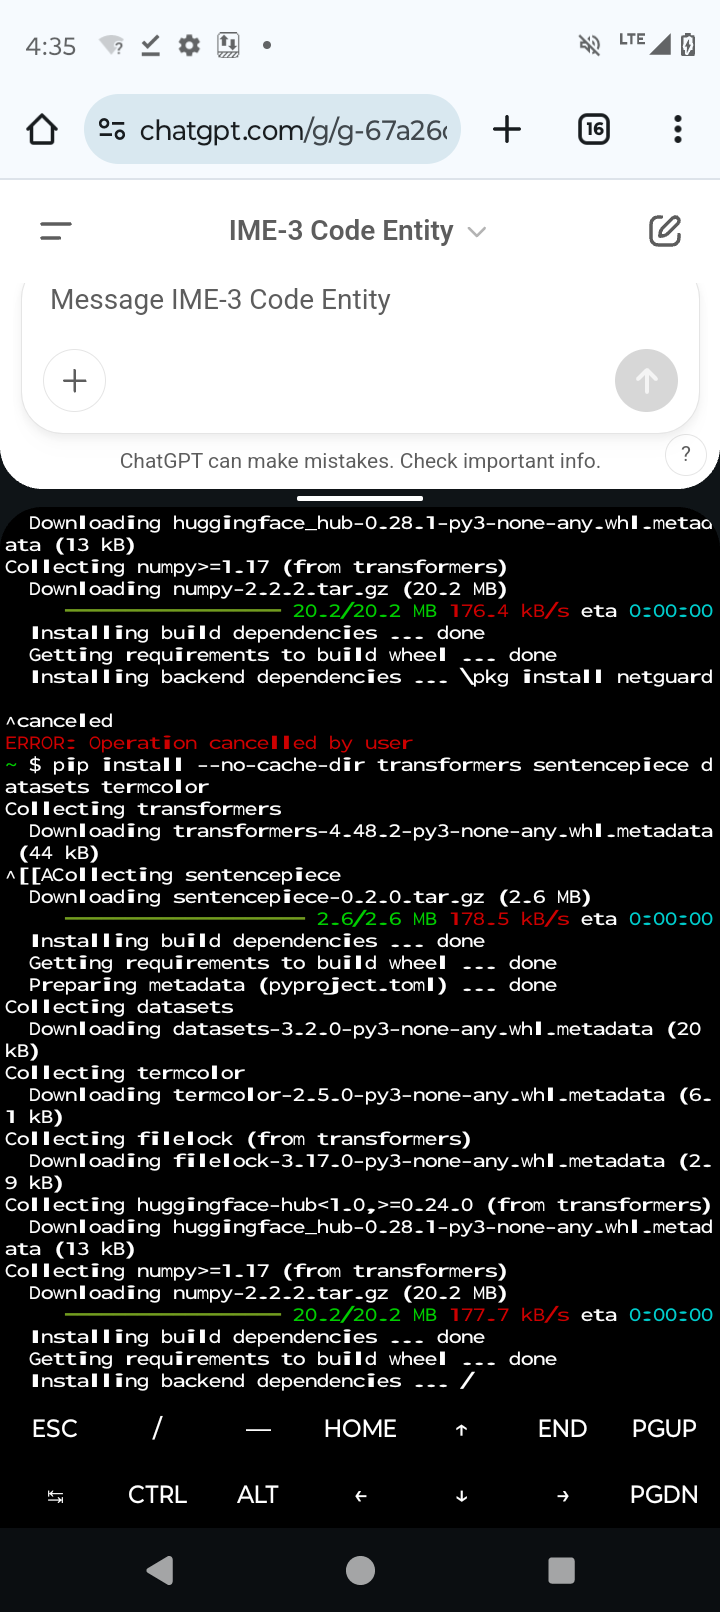 4:35
LTE
chatgpt.com/g/g-67a26
16
IME-3 Code Entity
Message IME-3 Code Entity
ChatGPT can make mistakes. Check important info.
?
Downloading huggingface_hub-0.28.1-py3-none-any.whl.metad
ata (13 kB)
Collecting numpy>=1.17 (from transformers)
Downloading numpy-2.2.2.tar.gz (20.2 MB)
20.2/20.2 MB 176.4 kB/s eta 0:00:00
Installing build dependencies ... done
Getting requirements to build wheel ... done
Installing backend dependencies ... \pkg install netguard
^canceled
ERROR: Operation cancelled by user
~ $ pip install --no-cache-dir transformers sentencepiece d
atasets termcolor
Collecting transformers
Downloading transformers-4.48.2-py3-none-any.whl.metadata
(44 kB)
^[[ACollecting sentencepiece
Downloading sentencepiece-0.2.0.tar.gz (2.6 MB)
2.6/2.6 MB 178.5 kB/s eta 0:00:00
Installing build dependencies ... done
Getting requirements to build wheel ... done
Preparing metadata (pyproject.toml) ... done
Collecting datasets
Downloading datasets-3.2.0-py3-none-any.whl.metadata (20
kB)
Collecting termcolor
Downloading termcolor-2.5.0-py3-none-any.whl.metadata (6.
1 kB)
Collecting filelock (from transformers)
Downloading filelock-3.17.0-py3-none-any.whl.metadata (2.
9 kB)
Collecting huggingface-hub<1.0,>=0.24.0 (from transformers)
Downloading huggingface_hub-0.28.1-py3-none-any.whl.metad
ata (13 kB)
Collecting numpy>=1.17 (from transformers)
Downloading numpy-2.2.2.tar.gz (20.2 MB)
20.2/20.2 MB 177.7 kB/s eta 0:00:00
Installing build dependencies ... done
Getting requirements to build wheel ... done
Installing backend dependencies ... /
ESC / — HOME ↑ END PGUP
↹ CTRL ALT ← ↓ → PGDN